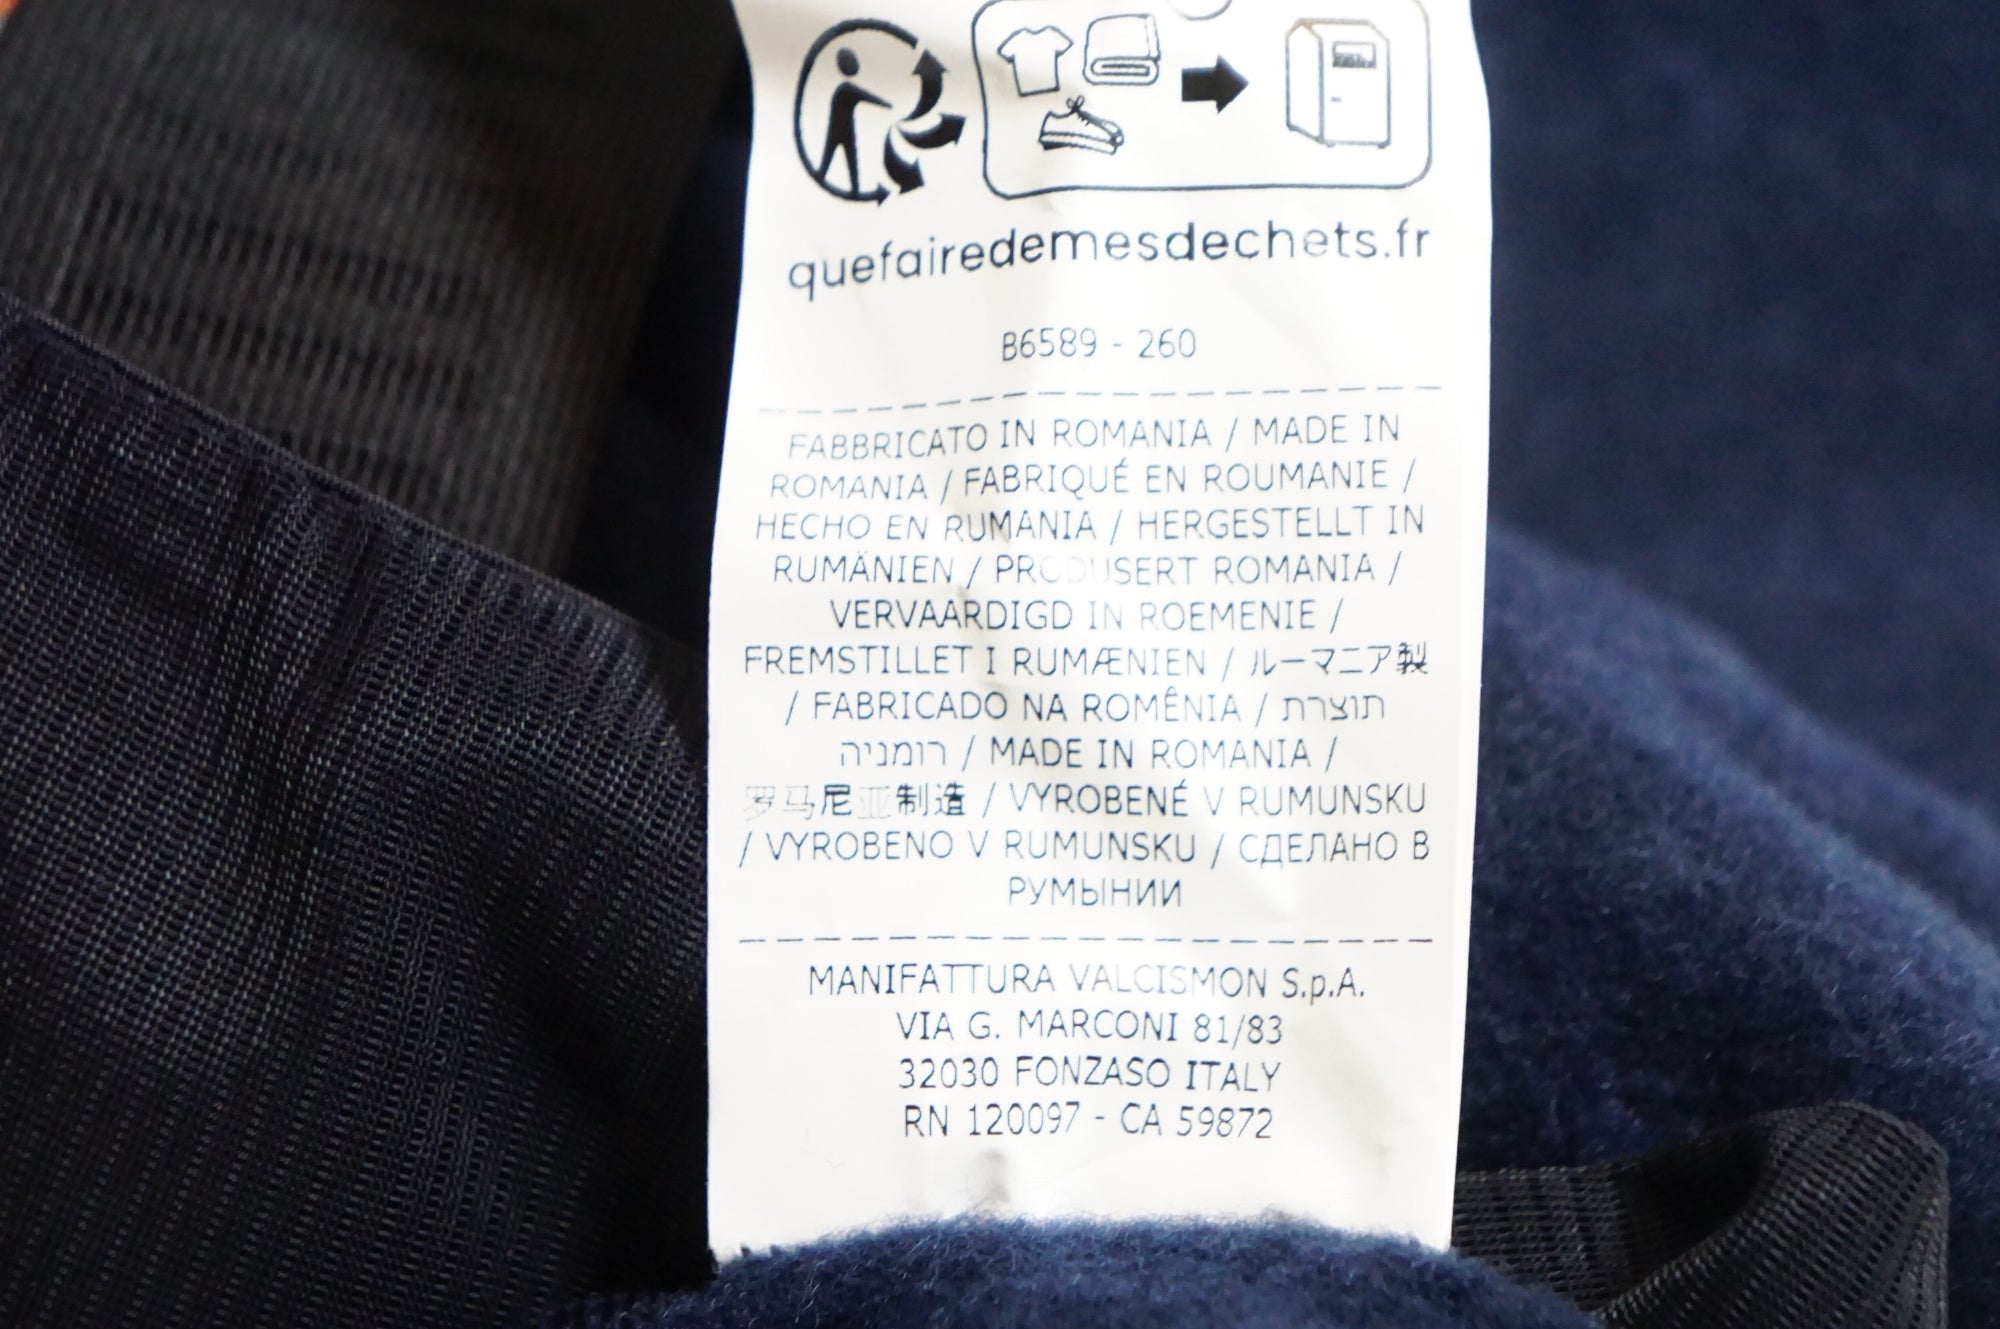 quefairedemesdechets.fr
B6589 - 260
FABBRICATO IN ROMANIA / MADE IN
ROMANIA / FABRIQUÉ EN ROUMANIE /
HECHO EN RUMANIA / HERGESTELLT IN
RUMÄNIEN / PRODUSERT ROMANIA /
VERVAARDIGD IN ROEMENIE /
FREMSTILLET I RUMÆNIEN / ルーマニア製
/ FABRICADO NA ROMÊNIA / תוצרת
רומניה / MADE IN ROMANIA /
罗马尼亚制造 / VYROBENÉ V RUMUNSKU
/ VYROBENO V RUMUNSKU / СДЕЛАНО В
РУМЫНИИ
MANIFATTURA VALCISMON S.p.A.
VIA G. MARCONI 81/83
32030 FONZASO ITALY
RN 120097 - CA 59872